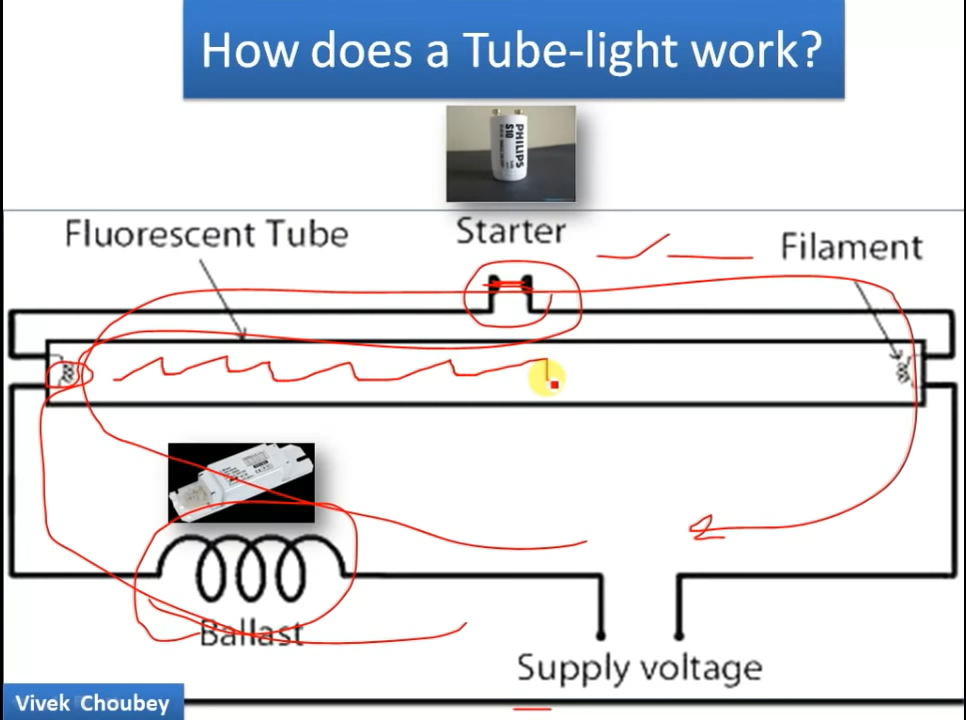 How does a Tube-light work?
PHILIPS
S10
Fluorescent Tube
Starter
Filament
Ballast
Supply voltage
Vivek Choubey